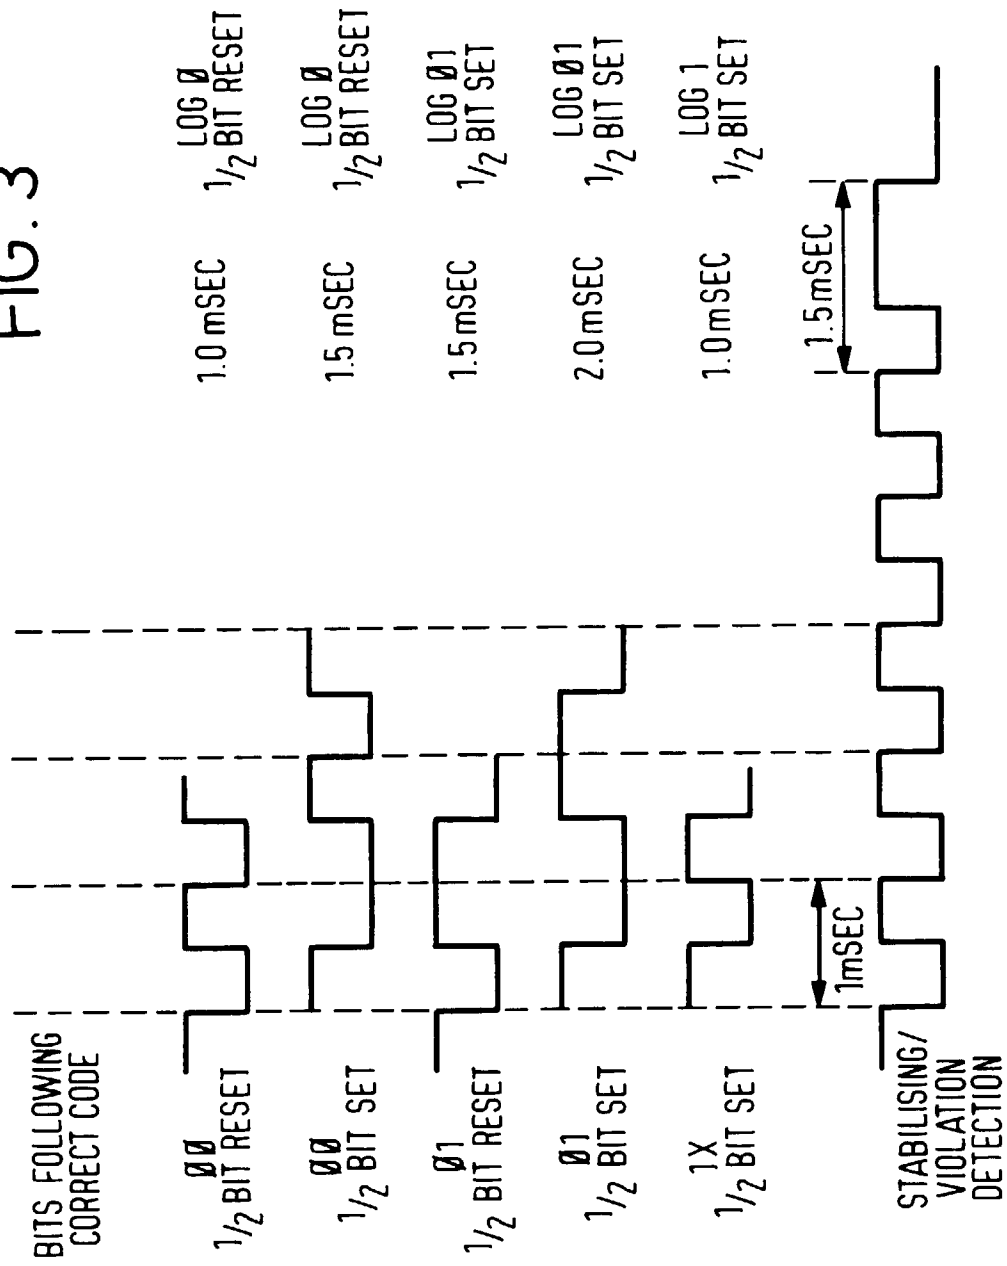 FIG. 3
BITS FOLLOWING
CORRECT CODE
ØØ
1/2 BIT RESET
1.0 mSEC
LOG Ø
1/2 BIT RESET
ØØ
1/2 BIT SET
1.5 mSEC
LOG Ø
1/2 BIT RESET
Ø1
1/2 BIT RESET
1.5 mSEC
LOG Ø1
1/2 BIT SET
Ø1
1/2 BIT SET
2.0 mSEC
LOG Ø1
1/2 BIT SET
1X
1/2 BIT SET
1.0 mSEC
LOG 1
1/2 BIT SET
1mSEC
1.5mSEC
STABILISING/
VIOLATION
DETECTION